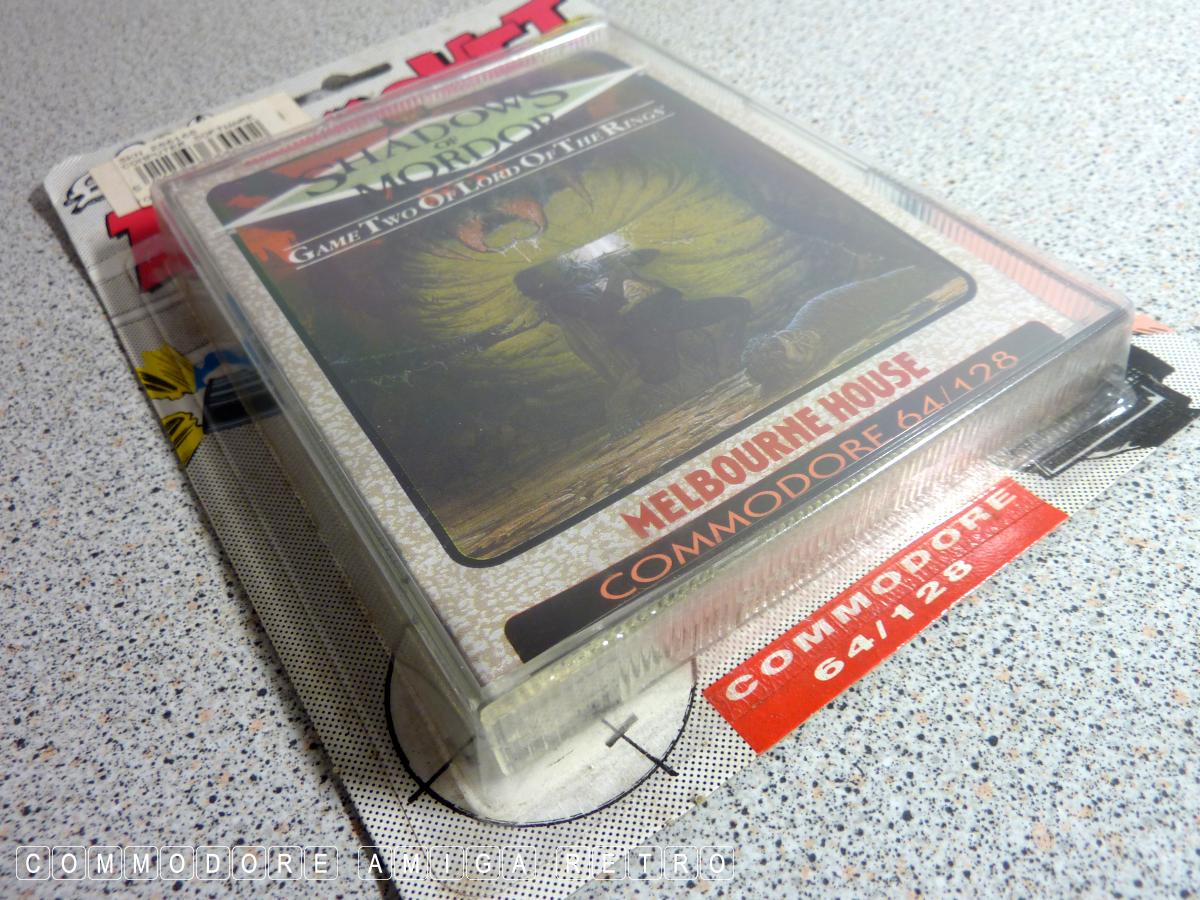 SHADOWS
OF
MORDOR
GAME TWO OF LORD OF THE RINGS
MELBOURNE HOUSE
COMMODORE 64/128
COMMODORE
64/128
COMMODORE AMIGA RETRO